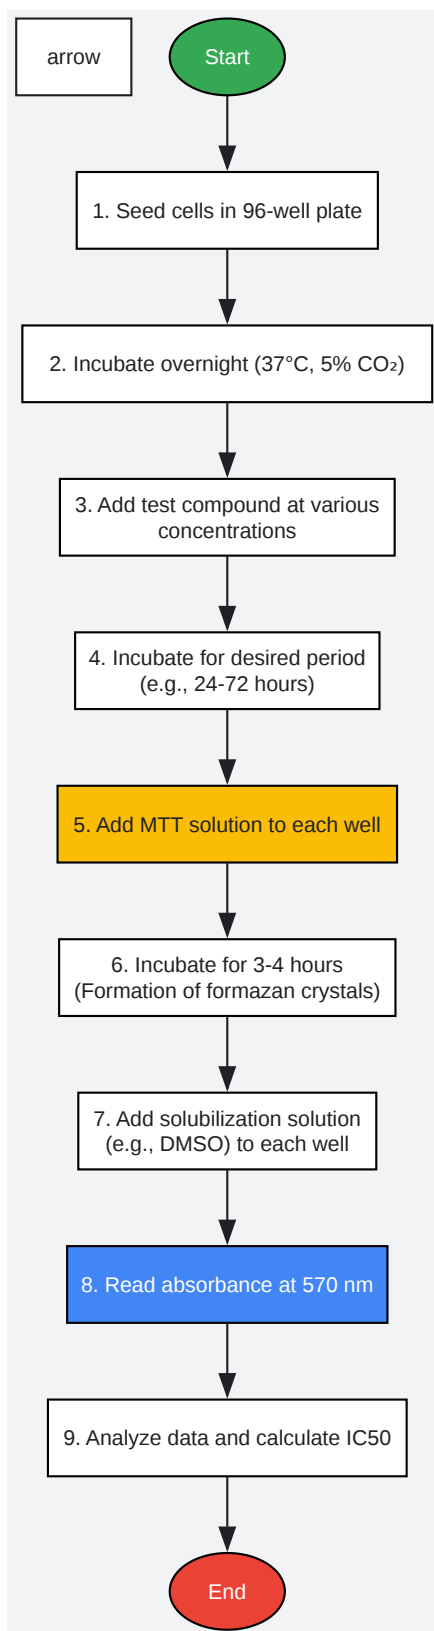 arrow
Start
1. Seed cells in 96-well plate
2. Incubate overnight (37°C, 5% CO₂)
3. Add test compound at various
concentrations
4. Incubate for desired period
(e.g., 24-72 hours)
5. Add MTT solution to each well
6. Incubate for 3-4 hours
(Formation of formazan crystals)
7. Add solubilization solution
(e.g., DMSO) to each well
8. Read absorbance at 570 nm
9. Analyze data and calculate IC50
End